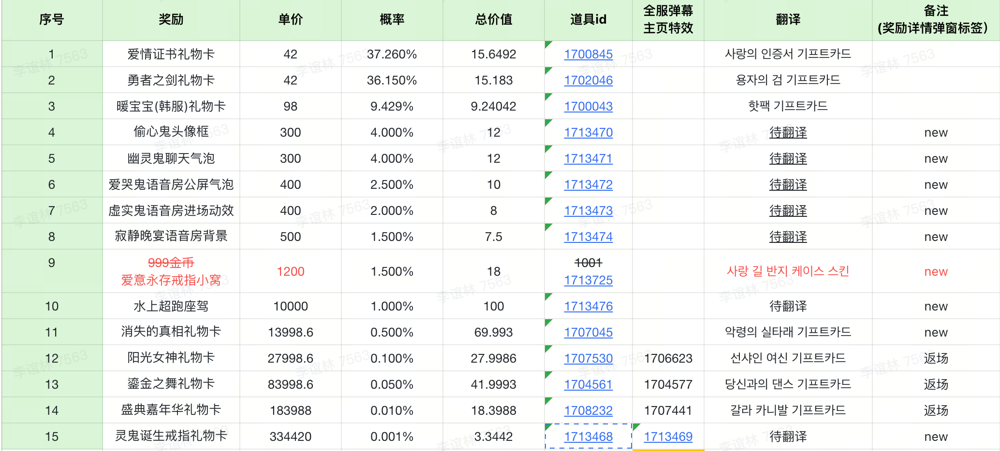 序号 奖励 单价 概率 总价值 道具id 全服弹幕 翻译 备注
主页特效 (奖励详情弹窗标签)
1 爱情证书礼物卡 42 37.260% 15.6492 1700845 사랑의 인증서 기프트카드
2 勇者之剑礼物卡 42 36.150% 15.183 1702046 용자의 검 기프트카드
3 暖宝宝(韩服)礼物卡 98 9.429% 9.24042 1700043 핫팩 기프트카드
4 偷心鬼头像框 300 4.000% 12 1713470 待翻译 new
5 幽灵鬼聊天气泡 300 4.000% 12 1713471 待翻译 new
6 爱哭鬼语音房公屏气泡 400 2.500% 10 1713472 待翻译 new
7 虚实鬼语音房进场动效 400 2.000% 8 1713473 待翻译 new
8 寂静晚宴语音房背景 500 1.500% 7.5 1713474 待翻译 new
9 999金币 1001
爱意永存戒指小窝 1200 1.500% 18 1713725 사랑 길 반지 케이스 스킨 new
10 水上超跑座驾 10000 1.000% 100 1713476 待翻译 new
11 消失的真相礼物卡 13998.6 0.500% 69.993 1707045 악령의 실타래 기프트카드 new
12 阳光女神礼物卡 27998.6 0.100% 27.9986 1707530 1706623 선샤인 여신 기프트카드 返场
13 鎏金之舞礼物卡 83998.6 0.050% 41.9993 1704561 1704577 당신과의 댄스 기프트카드 返场
14 盛典嘉年华礼物卡 183988 0.010% 18.3988 1708232 1707441 갈라 카니발 기프트카드 返场
15 灵鬼诞生戒指礼物卡 334420 0.001% 3.3442 1713468 1713469 待翻译 new
李谊林 7563